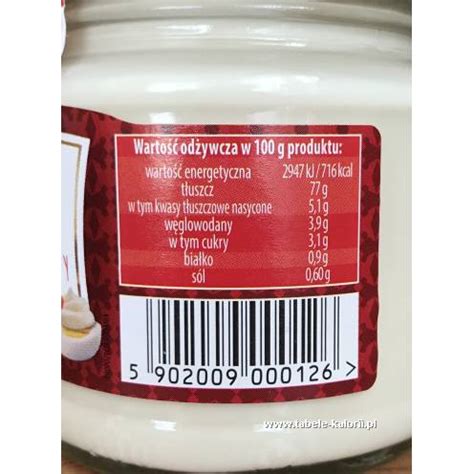 Wartość odżywcza w 100 g produktu:
wartość energetyczna 2947 kJ / 716 kcal
tłuszcz 77 g
w tym kwasy tłuszczowe nasycone 5,1 g
węglowodany 3,9 g
w tym cukry 3,1 g
białko 0,9 g
sól 0,60 g
Y
5 902009 000126 >
www.tabele-kalorii.pl